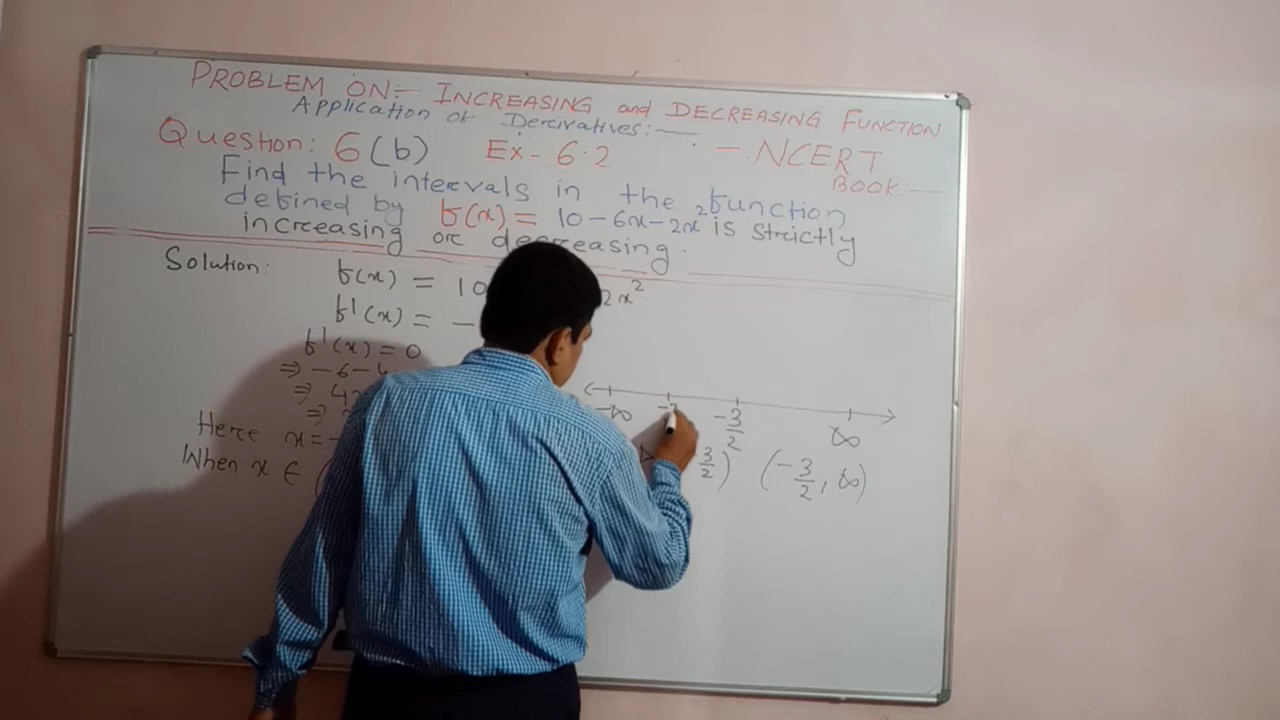 PROBLEM ON:- INCREASING and DECREASING FUNCTION
Application of Derivatives:-
Question: 6(b) Ex- 6.2 - NCERT
BOOK:-
Find the intervals in the function
defined by f(x) = 10-6x-2x² is strictly
increasing or decreasing.
Solution: f(x) = 10 2x²
f'(x) = -
f'(x) = 0
⇒ -6-4
⇒ 4x
⇒
-∞ -3/2 ∞
Here x = -
When x ∈ ( 3/2) (-3/2, ∞)